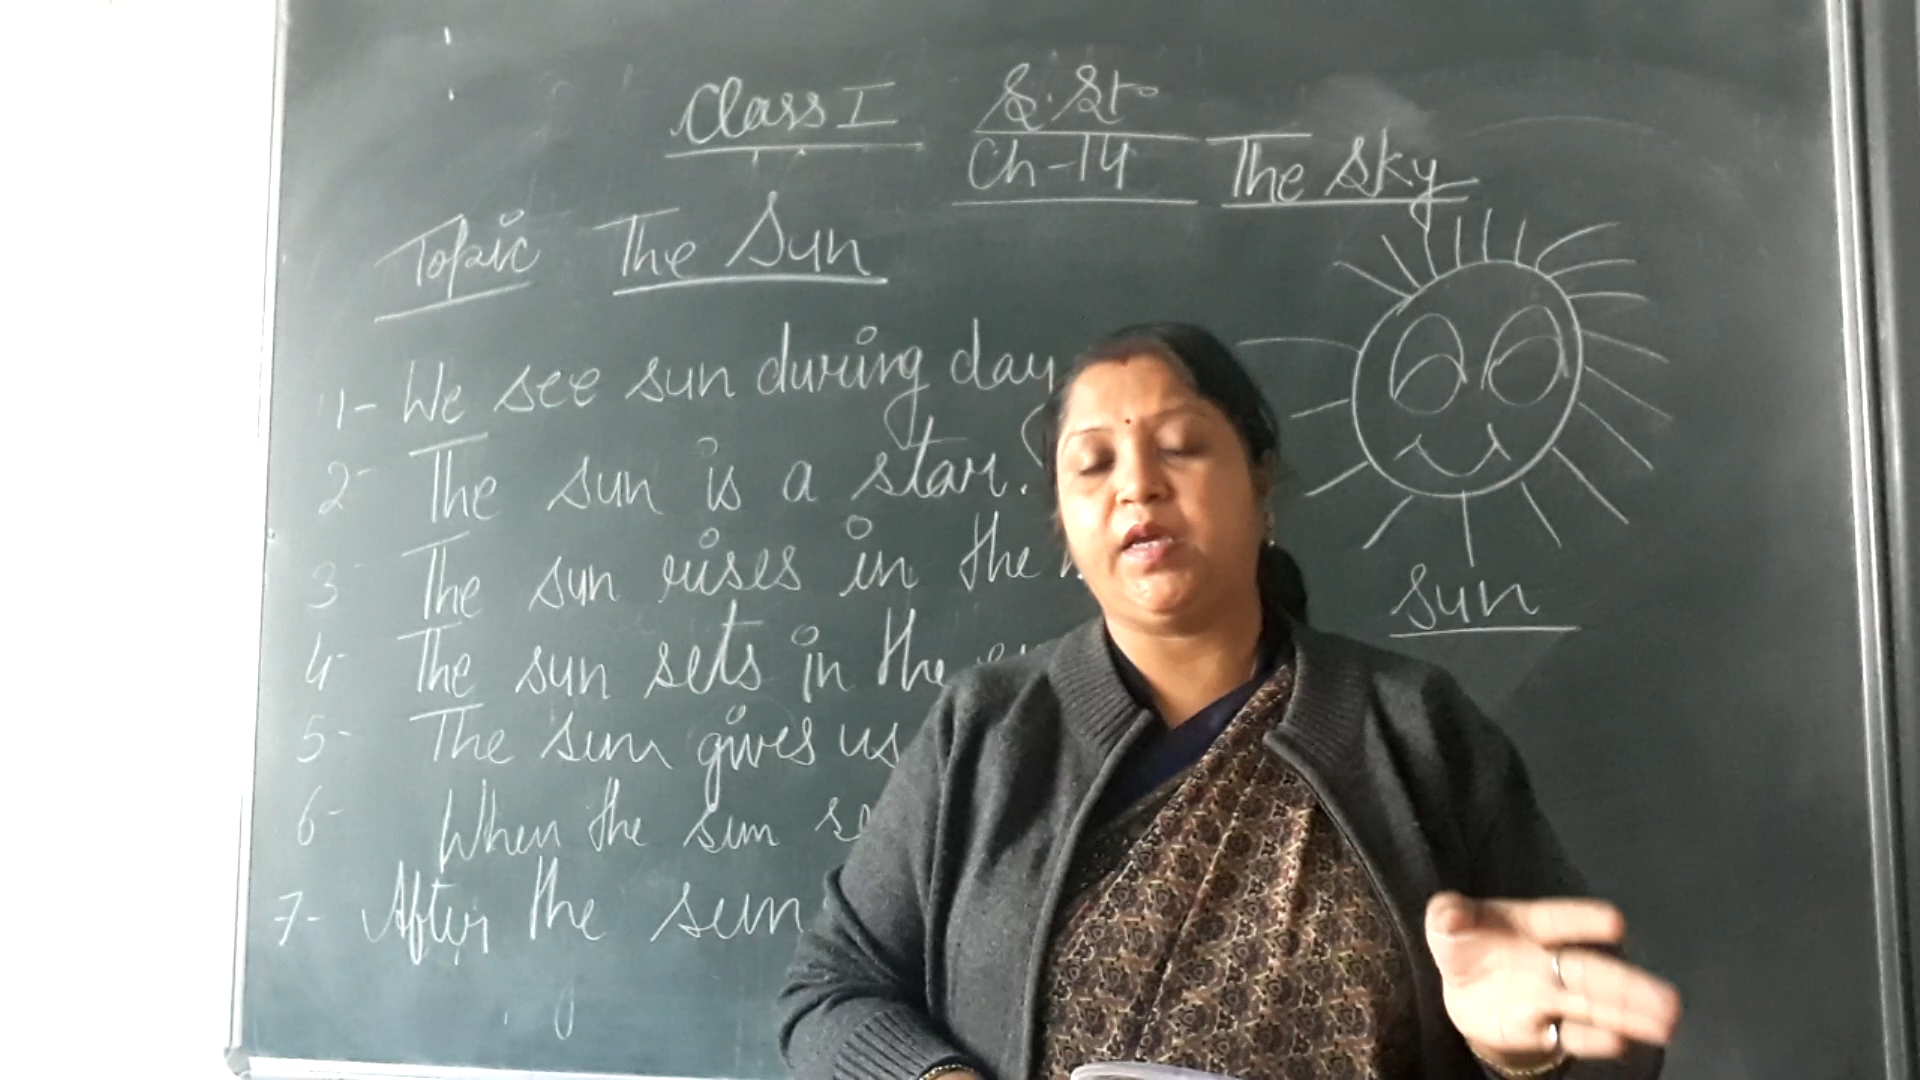 Class I S.St.
Ch-14 The Sky
Topic The Sun
1- We see sun during day
2- The sun is a star.
3- The sun rises in the
4- The sun sets in the
5- The sun gives us
6- When the sun
7- After the sun
Sun